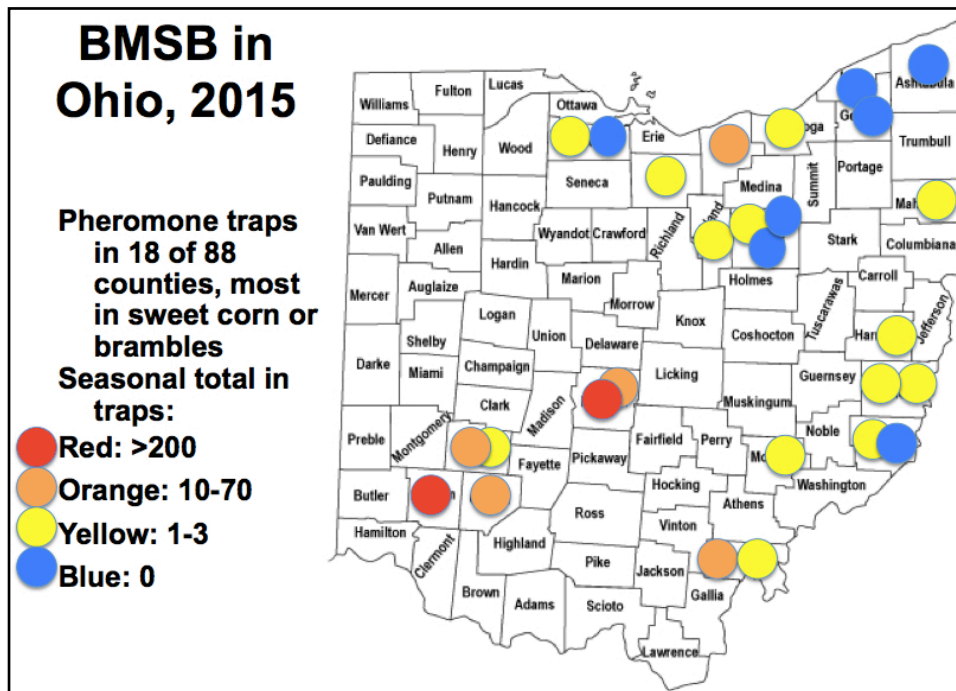 BMSB in
Ohio, 2015
Pheromone traps
in 18 of 88
counties, most
in sweet corn or
brambles
Seasonal total in
traps:
Red: >200
Orange: 10-70
Yellow: 1-3
Blue: 0
Williams
Fulton
Lucas
Ottawa
Ashtabula
Defiance
Henry
Wood
Erie
Trumbull
Paulding
Putnam
Hancock
Seneca
Medina
Summit
Portage
Van Wert
Allen
Wyandot
Crawford
Richland
Stark
Columbiana
Mercer
Auglaize
Hardin
Marion
Morrow
Holmes
Tuscarawas
Carroll
Jefferson
Logan
Shelby
Union
Delaware
Knox
Coshocton
Darke
Miami
Champaign
Licking
Guernsey
Clark
Madison
Muskingum
Preble
Montgomery
Fayette
Pickaway
Fairfield
Perry
Noble
Butler
Hocking
Athens
Washington
Hamilton
Clermont
Highland
Ross
Vinton
Pike
Jackson
Gallia
Brown
Adams
Scioto
Lawrence